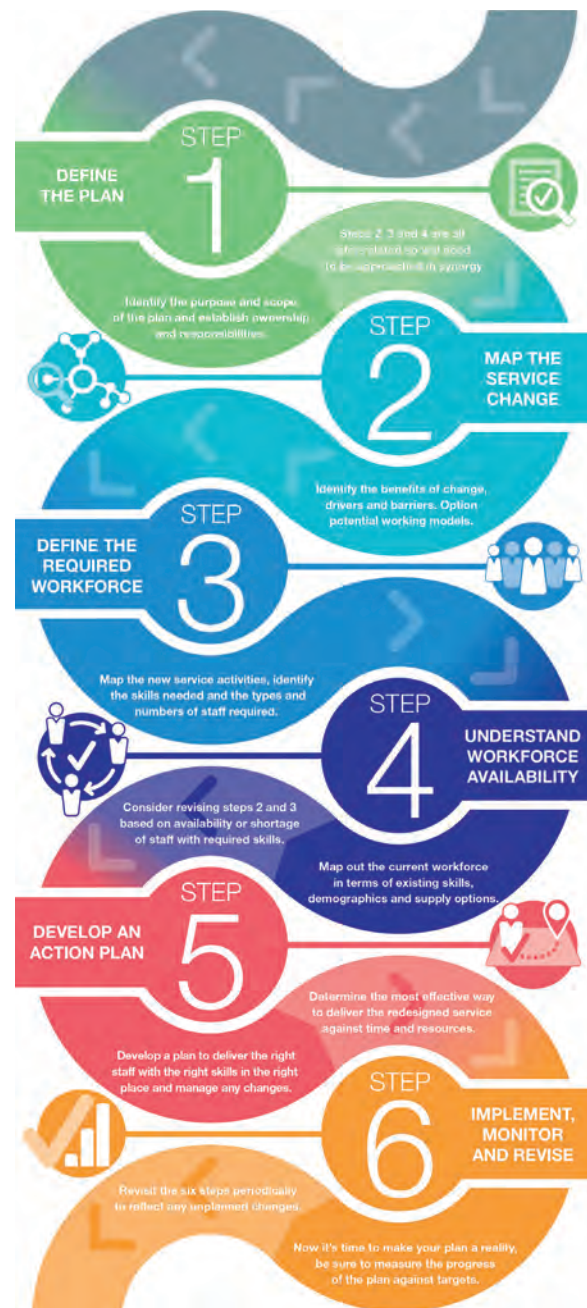 STEP
1
DEFINE
THE PLAN
Steps 2, 3 and 4 are all
interrelated so will need
to be approached in synergy
Identify the purpose and scope
of the plan and establish ownership
and responsibilities.
STEP
2
MAP THE
SERVICE
CHANGE
Identify the benefits of change,
drivers and barriers. Option
potential working models.
STEP
3
DEFINE THE
REQUIRED
WORKFORCE
Map the new service activities, identify
the skills needed and the types and
numbers of staff required.
STEP
4
UNDERSTAND
WORKFORCE
AVAILABILITY
Consider revising steps 2 and 3
based on availability or shortage
of staff with required skills.
Map out the current workforce
in terms of existing skills,
demographics and supply options.
STEP
5
DEVELOP AN
ACTION PLAN
Determine the most effective way
to deliver the redesigned service
against time and resources.
Develop a plan to deliver the right
staff with the right skills in the right
place and manage any changes.
STEP
6
IMPLEMENT,
MONITOR
AND REVISE
Revisit the six steps periodically
to reflect any unplanned changes.
Now it's time to make your plan a reality,
be sure to measure the progress
of the plan against targets.